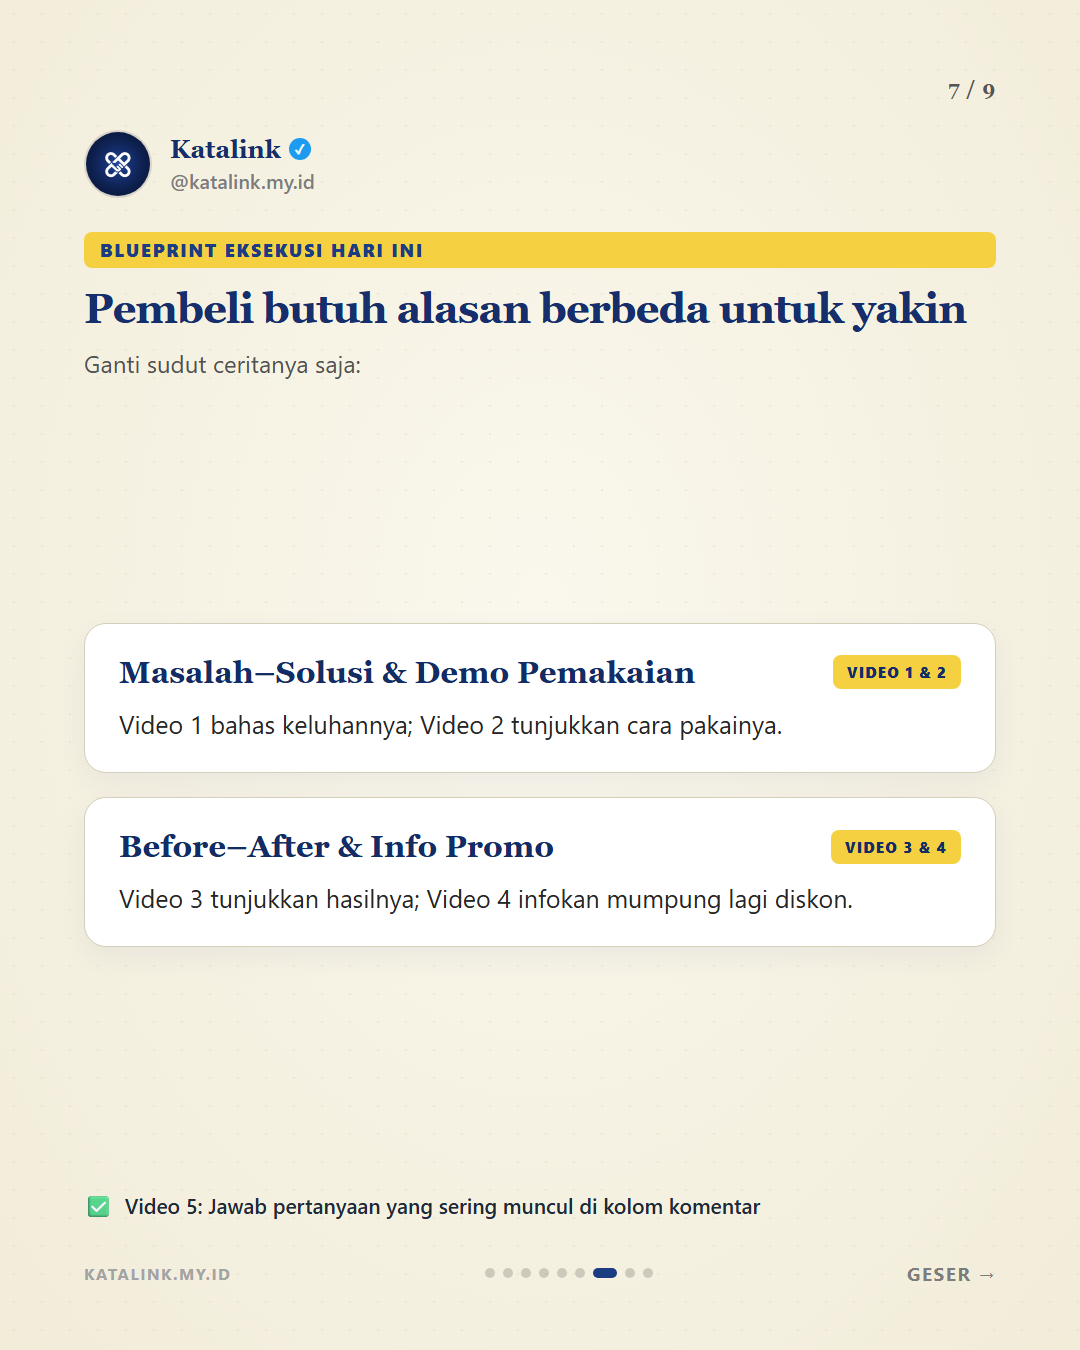 7 / 9
Katalink
@katalink.my.id
BLUEPRINT EKSEKUSI HARI INI
Pembeli butuh alasan berbeda untuk yakin
Ganti sudut ceritanya saja:
Masalah–Solusi & Demo Pemakaian
VIDEO 1 & 2
Video 1 bahas keluhannya; Video 2 tunjukkan cara pakainya.
Before–After & Info Promo
VIDEO 3 & 4
Video 3 tunjukkan hasilnya; Video 4 infokan mumpung lagi diskon.
✅ Video 5: Jawab pertanyaan yang sering muncul di kolom komentar
KATALINK.MY.ID
GESER →